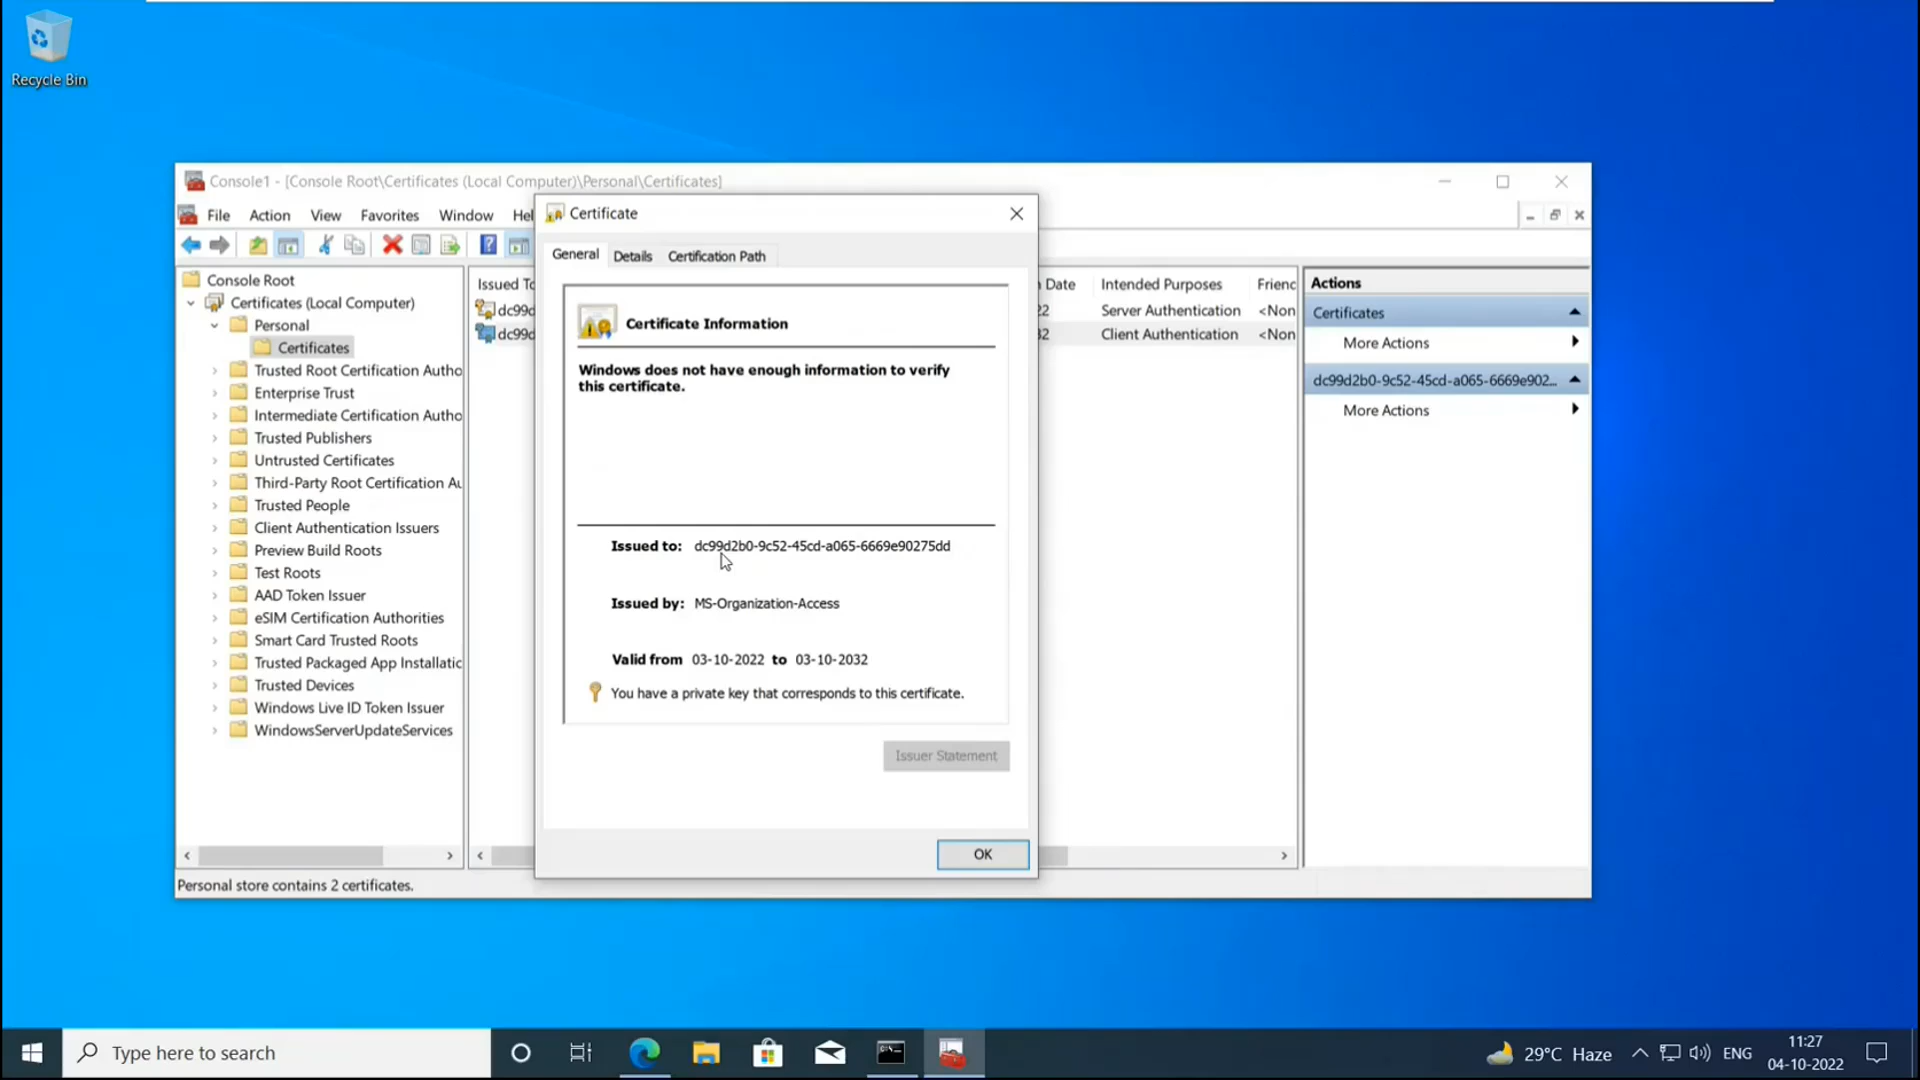 Recycle Bin
Console1 - [Console Root\Certificates (Local Computer)\Personal\Certificates]
File Action View Favorites Window Hel
Certificate
General Details Certification Path
Console Root
Certificates (Local Computer)
Personal
Certificates
Trusted Root Certification Autho
Enterprise Trust
Intermediate Certification Autho
Trusted Publishers
Untrusted Certificates
Third-Party Root Certification Au
Trusted People
Client Authentication Issuers
Preview Build Roots
Test Roots
AAD Token Issuer
eSIM Certification Authorities
Smart Card Trusted Roots
Trusted Packaged App Installatic
Trusted Devices
Windows Live ID Token Issuer
WindowsServerUpdateServices
Issued To
dc99d
dc99d
Certificate Information
Windows does not have enough information to verify
this certificate.
Issued to: dc99d2b0-9c52-45cd-a065-6669e90275dd
Issued by: MS-Organization-Access
Valid from 03-10-2022 to 03-10-2032
You have a private key that corresponds to this certificate.
Issuer Statement
OK
Date Intended Purposes Frienc
22 Server Authentication <Non
32 Client Authentication <Non
Actions
Certificates
More Actions
dc99d2b0-9c52-45cd-a065-6669e902...
More Actions
Personal store contains 2 certificates.
Type here to search
29°C Haze
ENG
11:27
04-10-2022